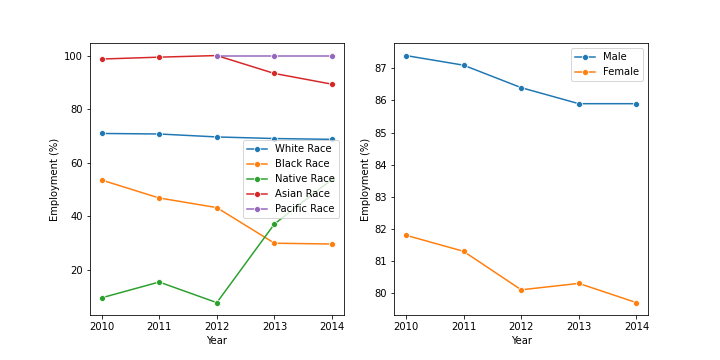 100
80
60
40
20
Employment (%)
2010 2011 2012 2013 2014
Year
White Race
Black Race
Native Race
Asian Race
Pacific Race
87
86
85
84
83
82
81
80
Employment (%)
2010 2011 2012 2013 2014
Year
Male
Female